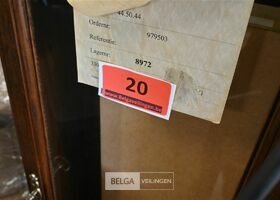 44.50.44
Ordernr:
Referentie: 979503
Lagernr: 8972
20
www.Belgaveilingen.be
BELGA VEILINGEN